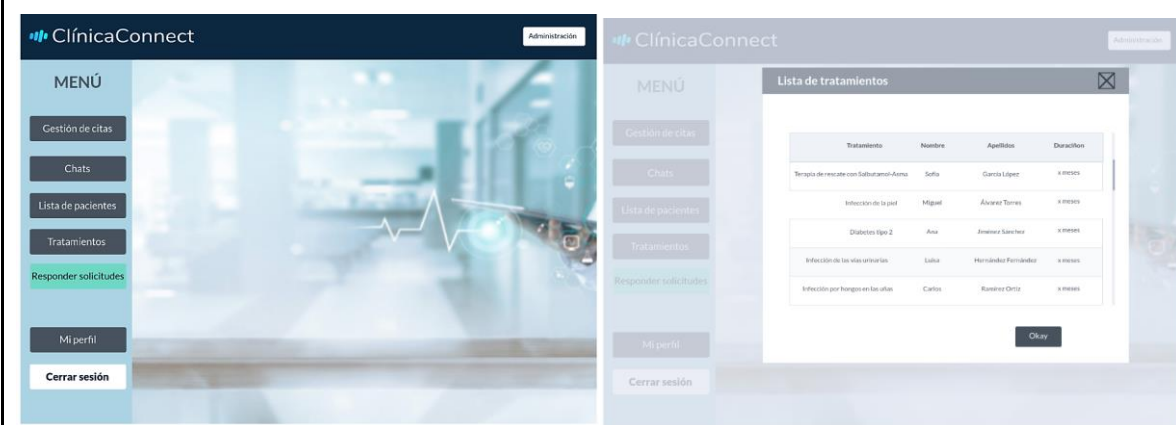 ClínicaConnect
Administración
MENÚ
Gestión de citas
Chats
Lista de pacientes
Tratamientos
Responder solicitudes
Mi perfil
Cerrar sesión
ClínicaConnect
Administración
MENÚ
Gestión de citas
Chats
Lista de pacientes
Tratamientos
Responder solicitudes
Mi perfil
Cerrar sesión
Lista de tratamientos
Tratamiento Nombre Apellidos Duraciñon
Terapia de rescate con Salbutamol-Asma Sofía García López x meses
Infección de la piel Miguel Álvarez Torres x meses
Diabetes tipo 2 Ana Jiménez Sánchez x meses
Infección de las vías urinarias Luisa Hernández Fernández x meses
Infección por hongos en las uñas Carlos Ramírez Ortiz x meses
Okay